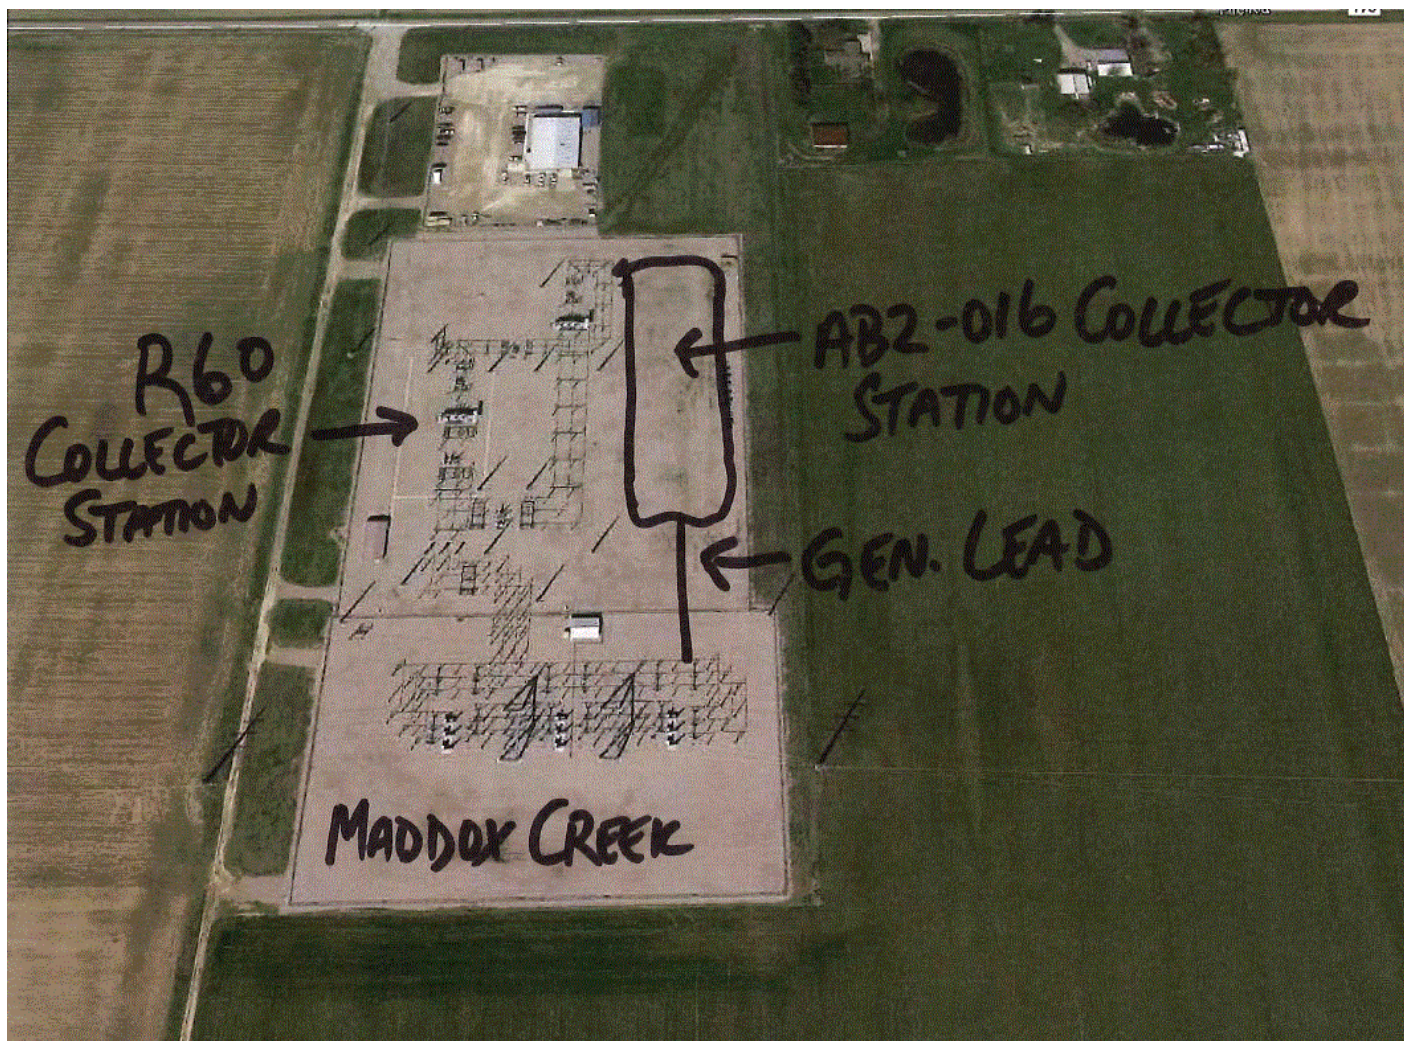 R60
COLLECTOR
STATION
AB2-016 COLLECTOR
STATION
GEN. LEAD
MADDOX CREEK